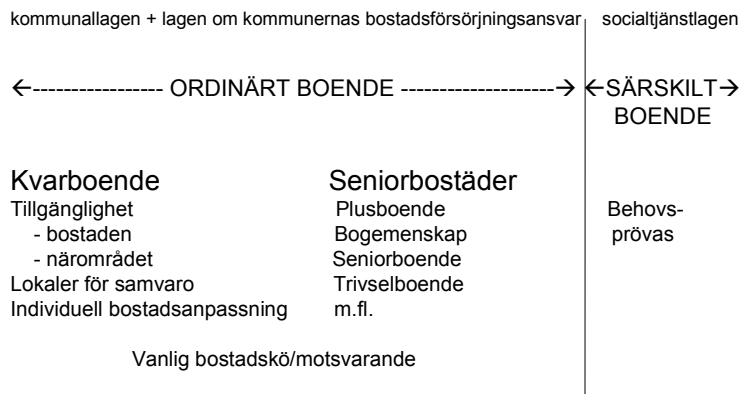 kommunallagen + lagen om kommunernas bostadsförsörjningsansvar socialtjänstlagen
←----------------- ORDINÄRT BOENDE --------------------→ ←SÄRSKILT→
BOENDE
Kvarboende Seniorbostäder
Tillgänglighet Plusboende Behovs-
- bostaden Bogemenskap prövas
- närområdet Seniorboende
Lokaler för samvaro Trivselboende
Individuell bostadsanpassning m.fl.
Vanlig bostadskö/motsvarande